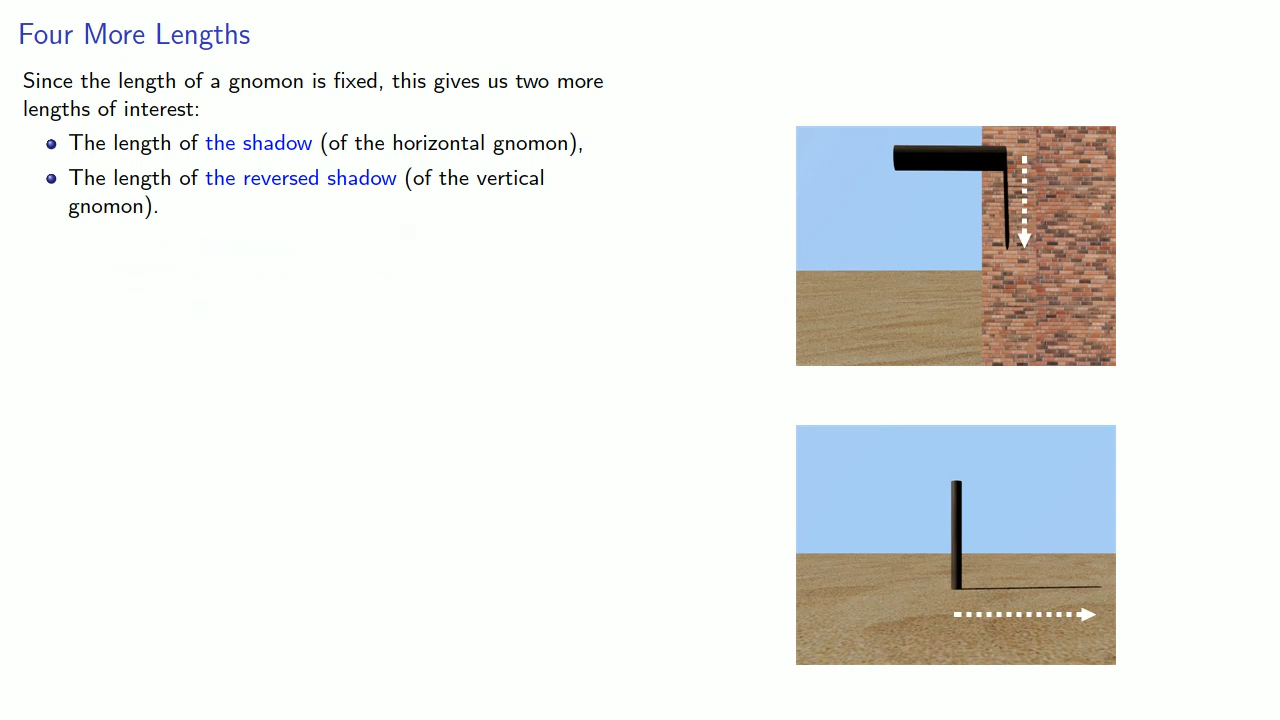 Four More Lengths
Since the length of a gnomon is fixed, this gives us two more
lengths of interest:
The length of the shadow (of the horizontal gnomon),
The length of the reversed shadow (of the vertical
gnomon).